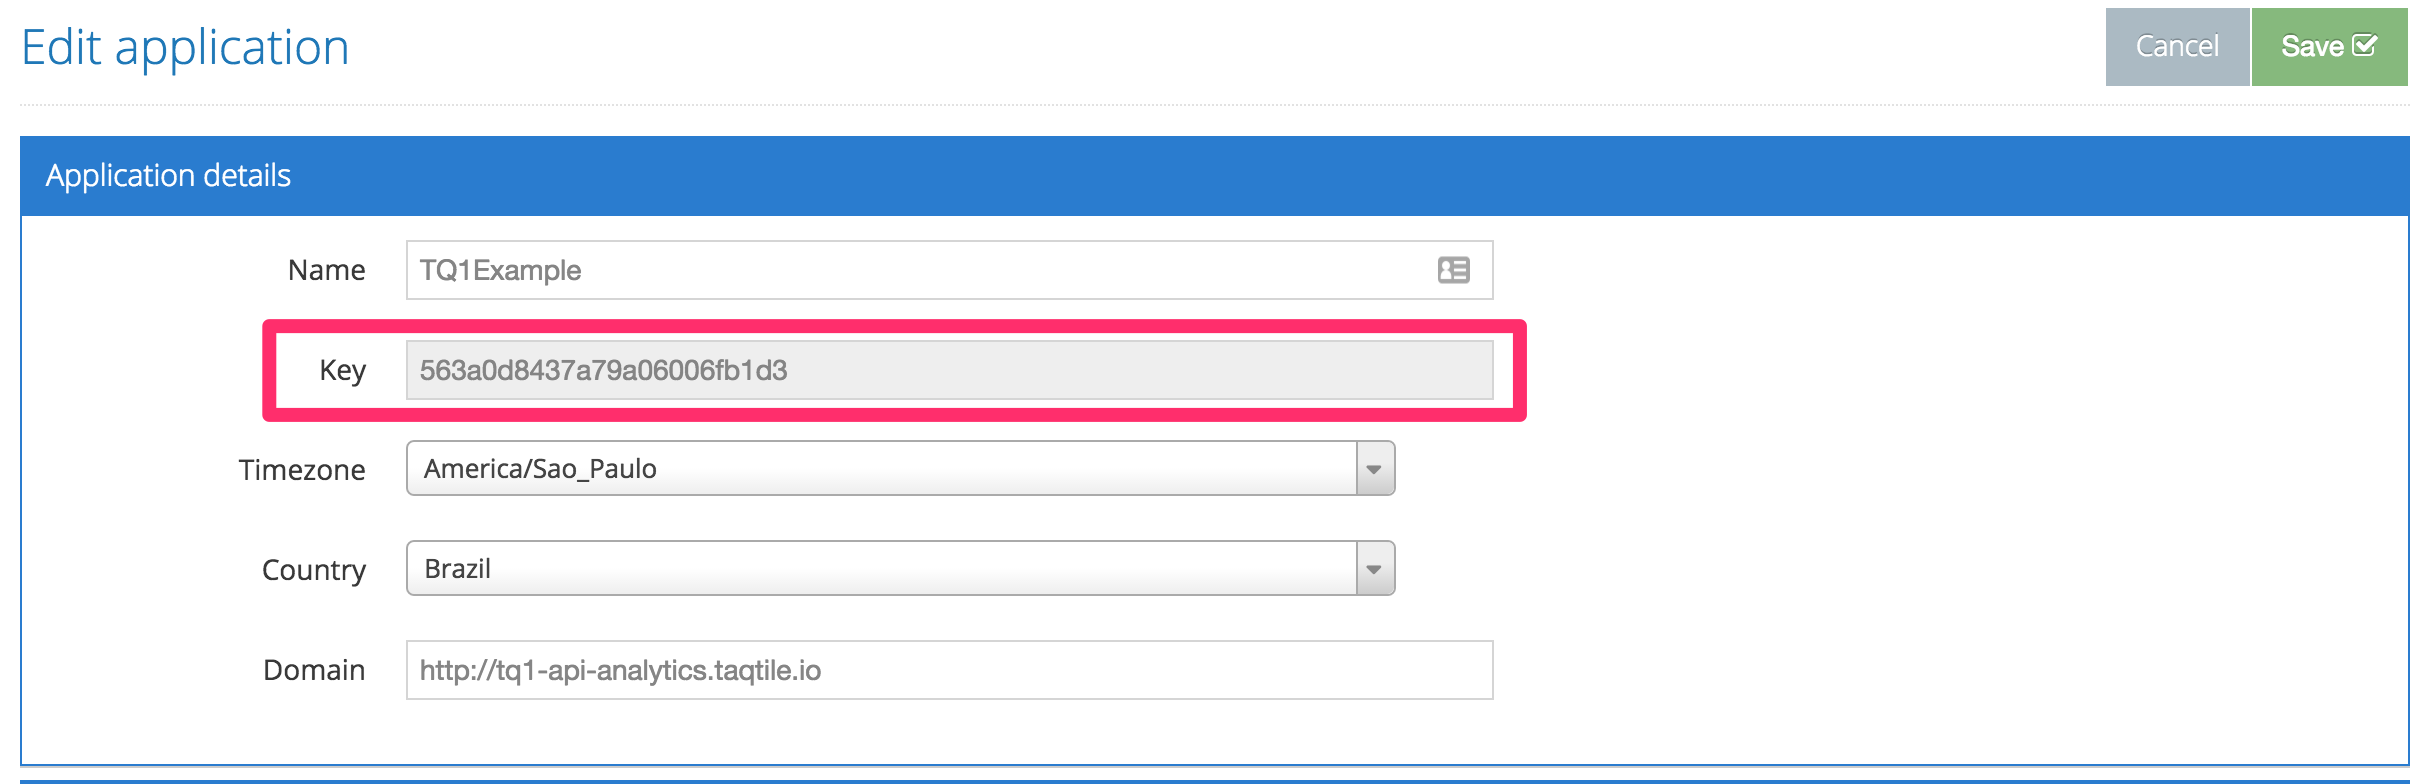 Edit application
Cancel
Save
Application details
Name TQ1Example
Key 563a0d8437a79a06006fb1d3
Timezone America/Sao_Paulo
Country Brazil
Domain http://tq1-api-analytics.taqtile.io